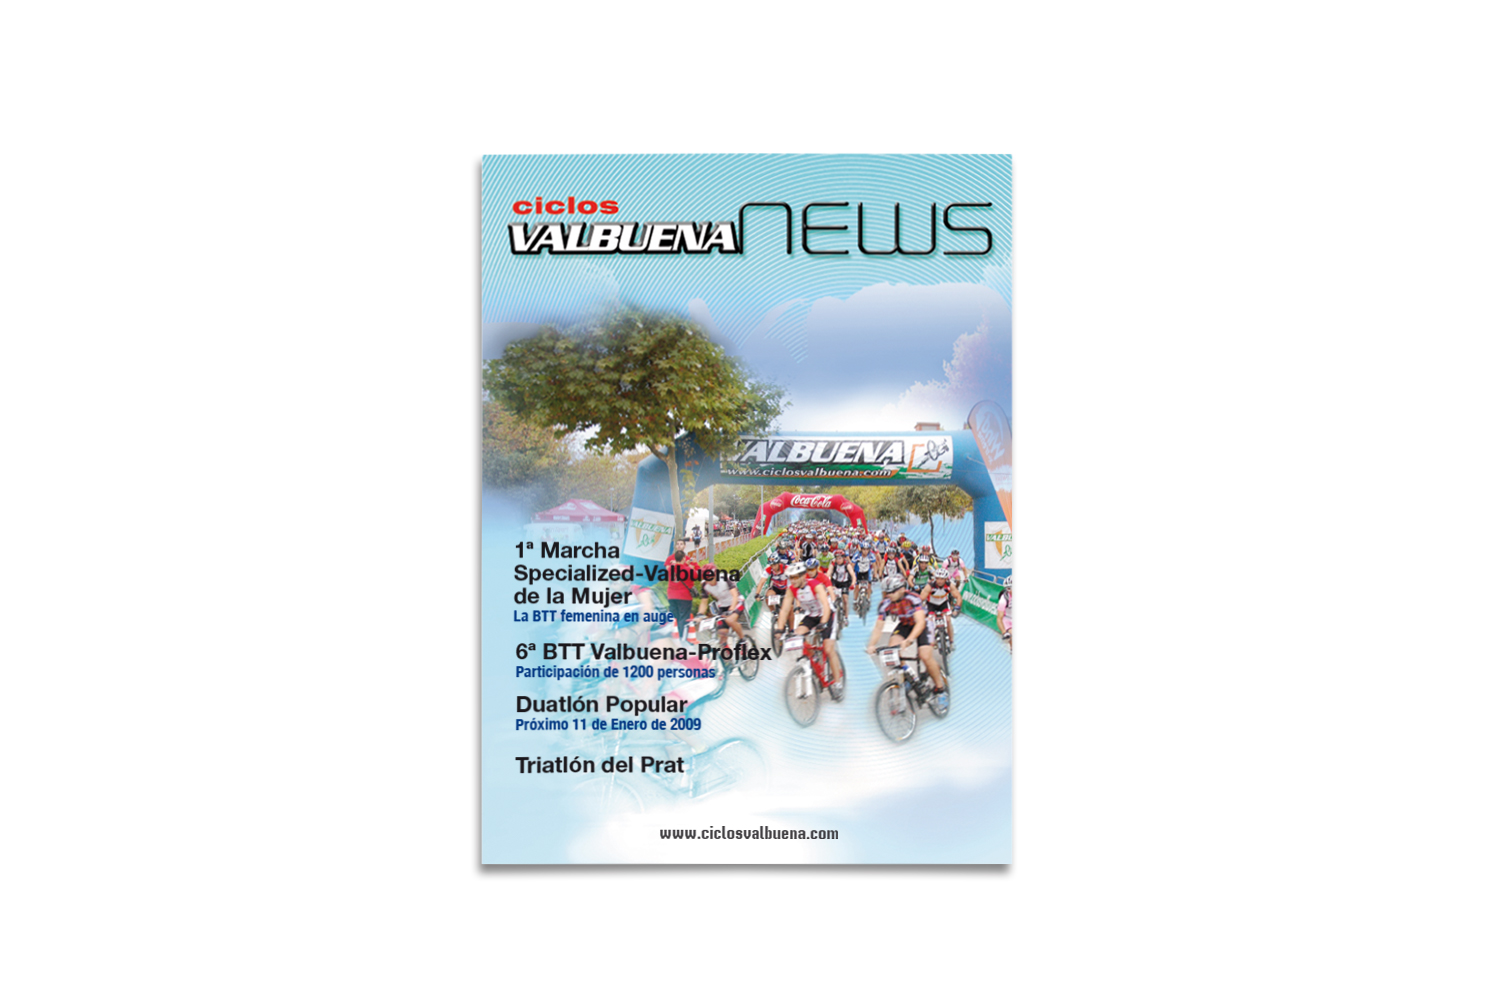 ciclos
VALBUENA NEWS
VALBUENA
www.ciclosvalbuena.com
Coca-Cola
VALBUENA
1ª Marcha
Specialized-Valbuena
de la Mujer
La BTT femenina en auge
6ª BTT Valbuena-Proflex
Participación de 1200 personas
Duatlón Popular
Próximo 11 de Enero de 2009
Triatlón del Prat
www.ciclosvalbuena.com